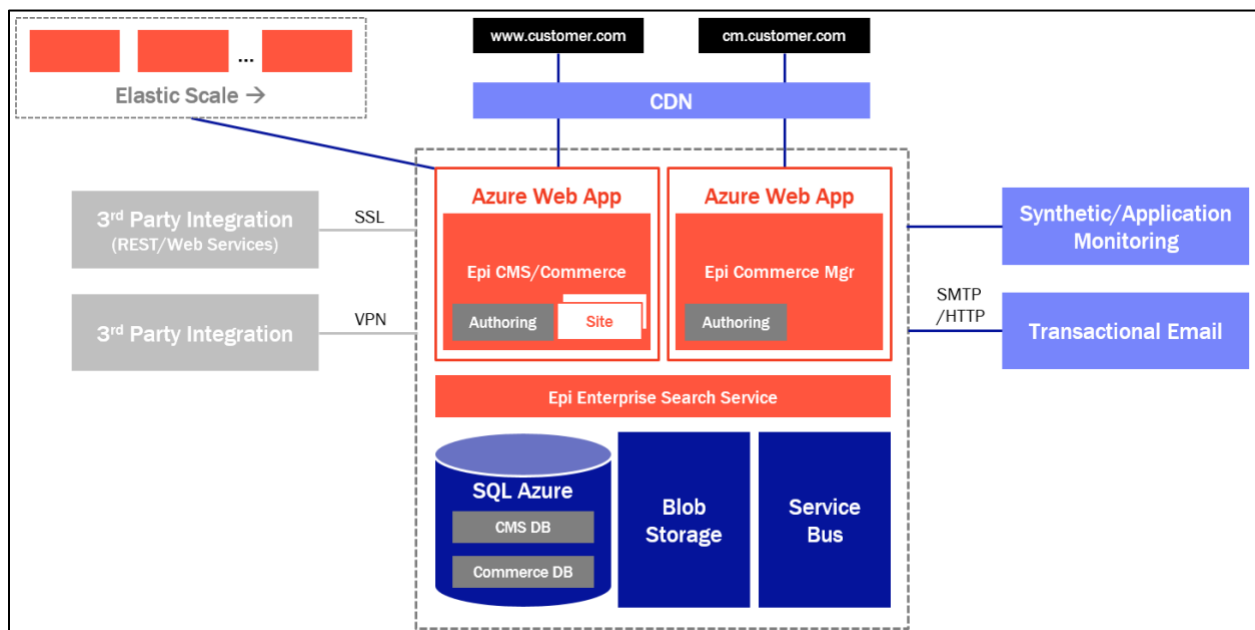 www.customer.com
cm.customer.com
...
Elastic Scale →
CDN
Azure Web App
Azure Web App
3rd Party Integration
(REST/Web Services)
SSL
Epi CMS/Commerce
Epi Commerce Mgr
Synthetic/Application
Monitoring
Authoring
Site
Authoring
3rd Party Integration
VPN
SMTP
/HTTP
Transactional Email
Epi Enterprise Search Service
SQL Azure
CMS DB
Commerce DB
Blob
Storage
Service
Bus